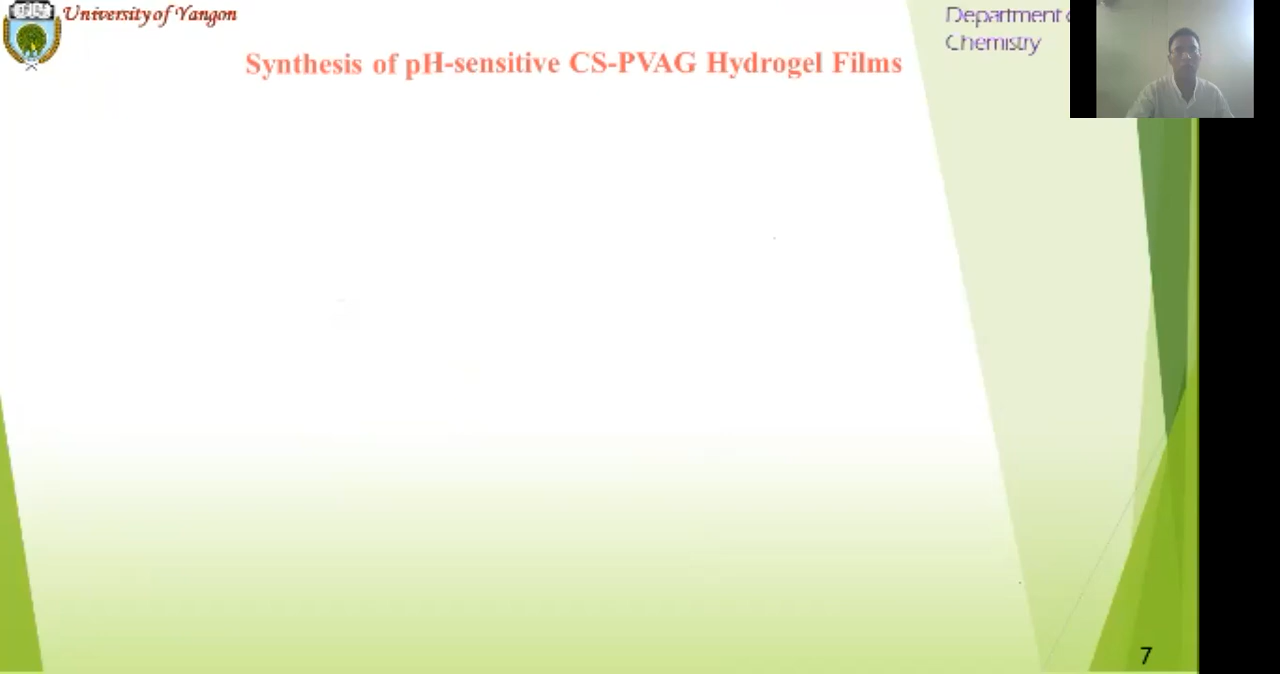 University of Yangon
Department
Chemistry
Synthesis of pH-sensitive CS-PVAG Hydrogel Films
7